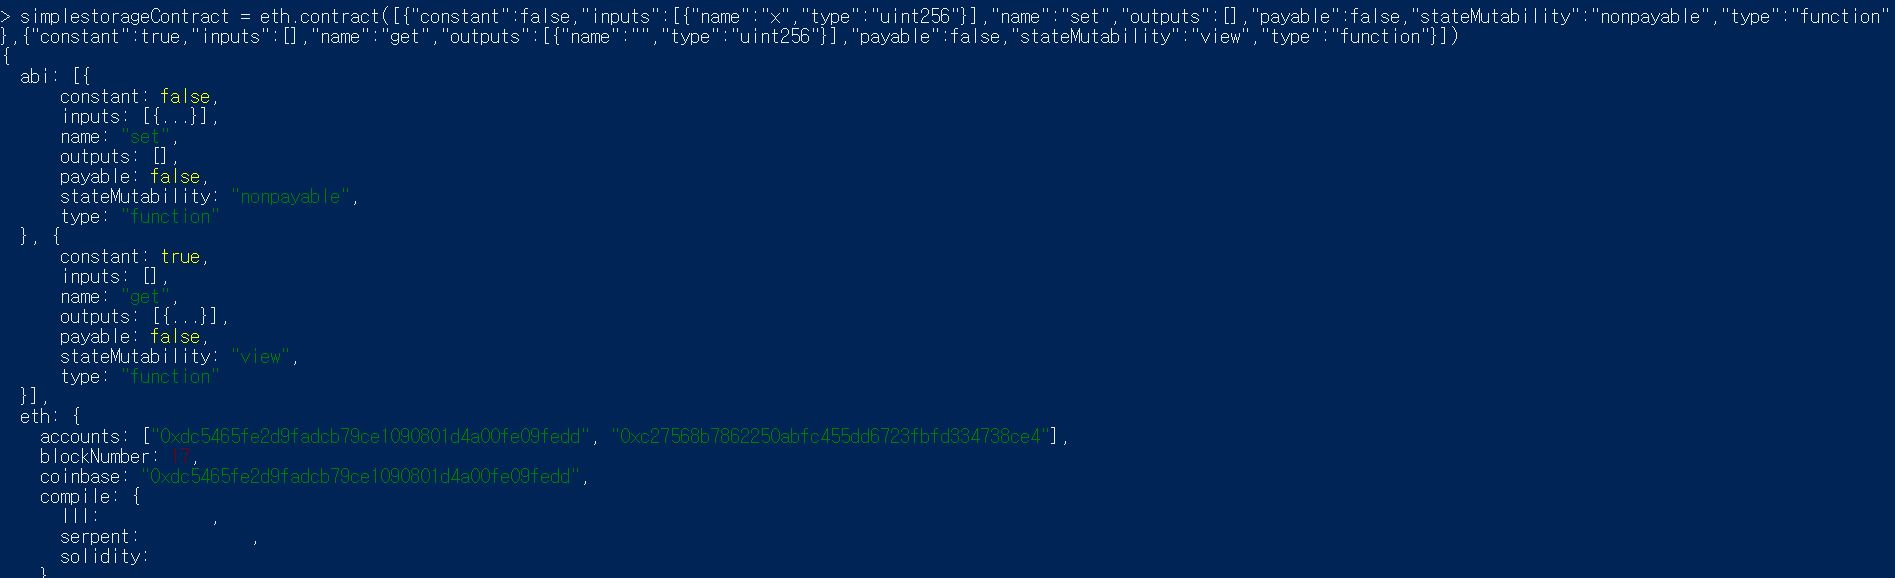 > simplestorageContract = eth.contract([{"constant":false,"inputs":[{"name":"x","type":"uint256"}],"name":"set","outputs":[],"payable":false,"stateMutability":"nonpayable","type":"function"
},{"constant":true,"inputs":[],"name":"get","outputs":[{"name":"","type":"uint256"}],"payable":false,"stateMutability":"view","type":"function"}])
{
abi: [{
constant: false,
inputs: [{...}],
name: "set",
outputs: [],
payable: false,
stateMutability: "nonpayable",
type: "function"
}, {
constant: true,
inputs: [],
name: "get",
outputs: [{...}],
payable: false,
stateMutability: "view",
type: "function"
}],
eth: {
accounts: ["0xdc5465fe2d9fadcb79ce1090801d4a00fe09fedd", "0xc27568b7862250abfc455dd6723fbfd334738ce4"],
blockNumber: 17,
coinbase: "0xdc5465fe2d9fadcb79ce1090801d4a00fe09fedd",
compile: {
lll: ,
serpent: ,
solidity:
}